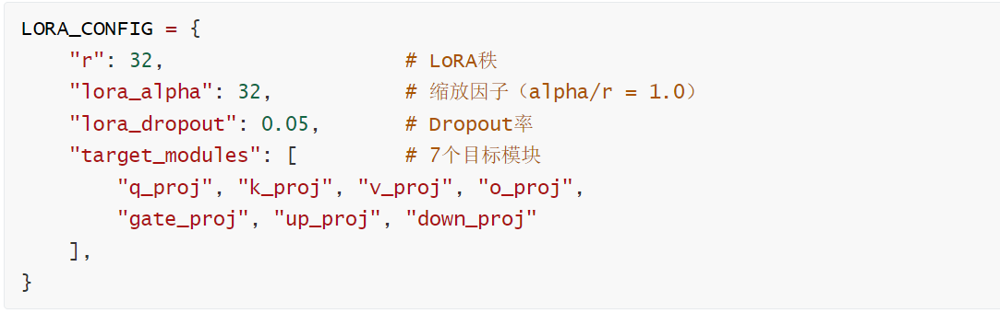 LORA_CONFIG = {
    "r": 32,                    # LoRA秩
    "lora_alpha": 32,           # 缩放因子（alpha/r = 1.0）
    "lora_dropout": 0.05,       # Dropout率
    "target_modules": [         # 7个目标模块
        "q_proj", "k_proj", "v_proj", "o_proj",
        "gate_proj", "up_proj", "down_proj"
    ],
}